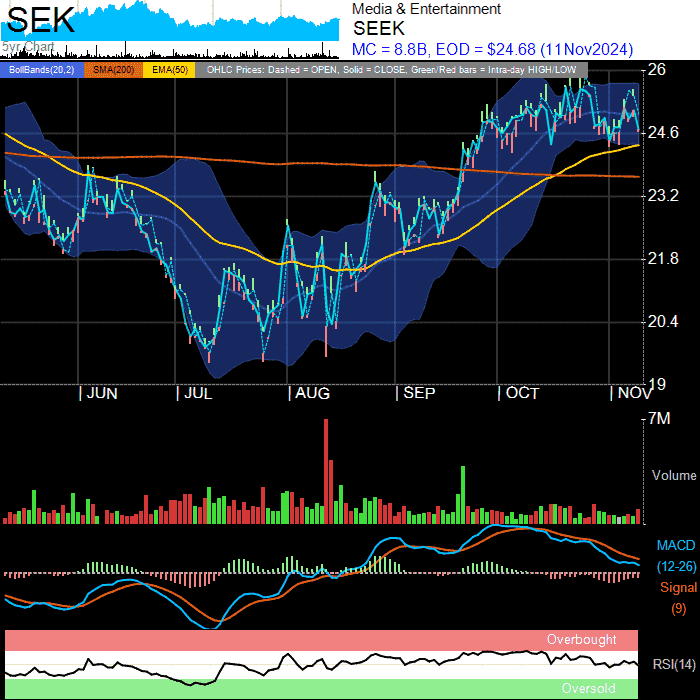 SEK
5yr Chart
Media & Entertainment
SEEK
MC = 8.8B, EOD = $24.68 (11Nov2024)
BollBands(20,2) SMA(200) EMA(50) OHLC Prices: Dashed = OPEN, Solid = CLOSE, Green/Red bars = Intra-day HIGH/LOW
26
24.6
23.2
21.8
20.4
19
| JUN | JUL | AUG | SEP | OCT | NOV
7M
Volume
MACD
(12-26)
Signal
(9)
Overbought
RSI(14)
Oversold